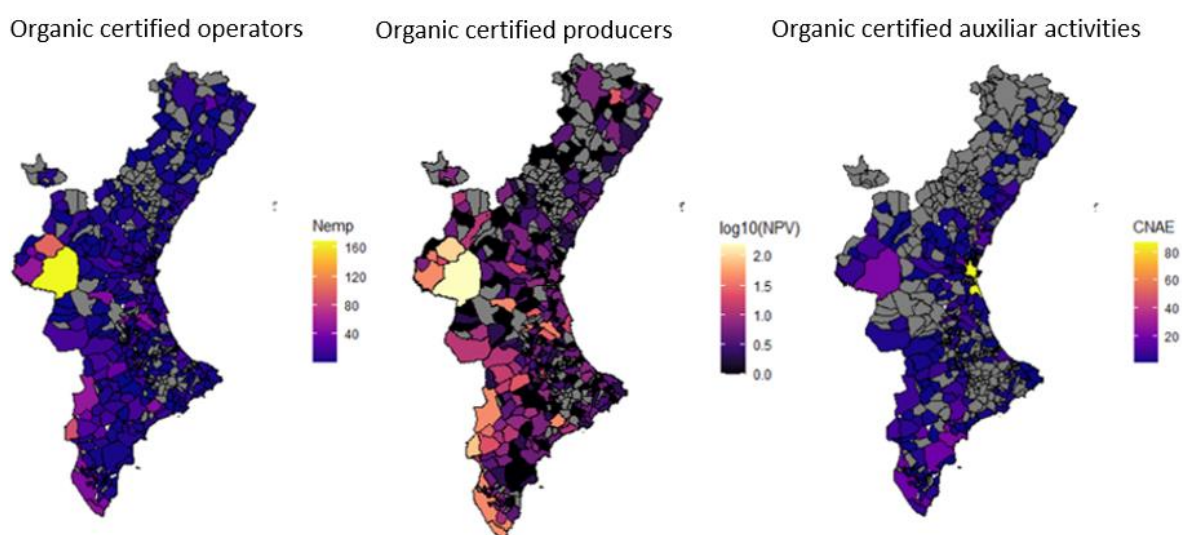 Organic certified operators
Organic certified producers
Organic certified auxiliar activities
Nemp
160
120
80
40
log10(NPV)
2.0
1.5
1.0
0.5
0.0
CNAE
80
60
40
20